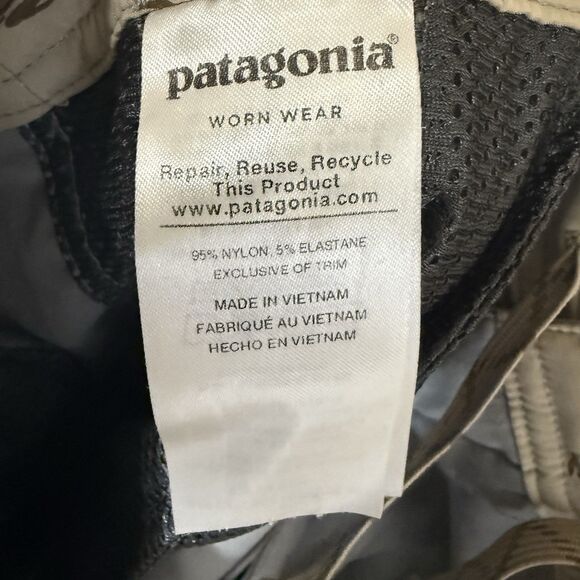 patagonia®
WORN WEAR
Repair, Reuse, Recycle
This Product
www.patagonia.com
95% NYLON, 5% ELASTANE
EXCLUSIVE OF TRIM
MADE IN VIETNAM
FABRIQUÉ AU VIETNAM
HECHO EN VIETNAM